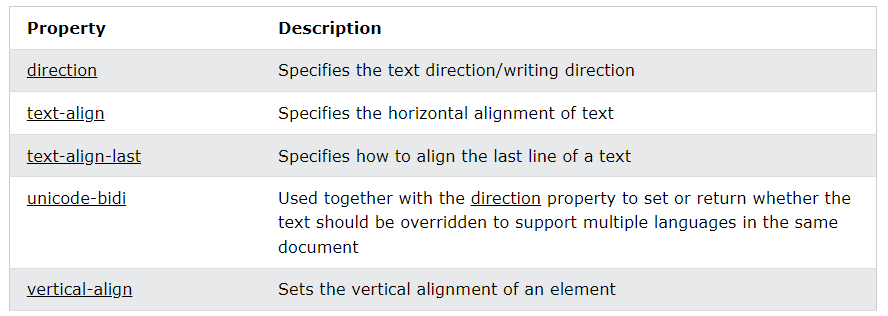 Property Description
direction Specifies the text direction/writing direction
text-align Specifies the horizontal alignment of text
text-align-last Specifies how to align the last line of a text
unicode-bidi Used together with the direction property to set or return whether the
text should be overridden to support multiple languages in the same
document
vertical-align Sets the vertical alignment of an element